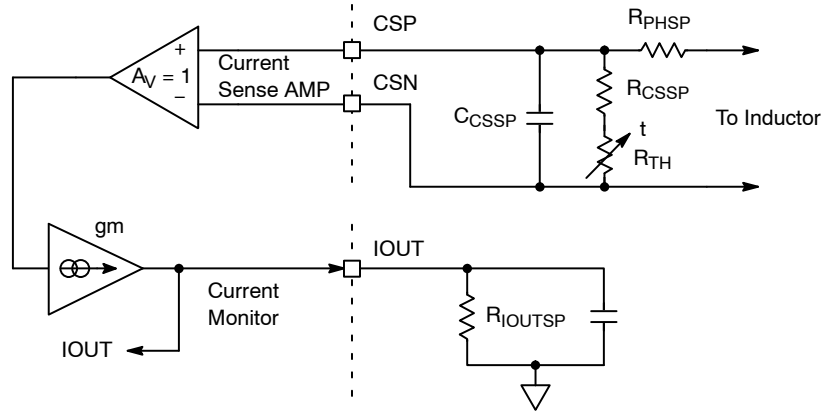 CSP
RPHSP
+
AV = 1
−
Current
Sense AMP
CSN
CCSSP
RCSSP
t
RTH
To Inductor
gm
IOUT
Current
Monitor
IOUT
RIOUTSP